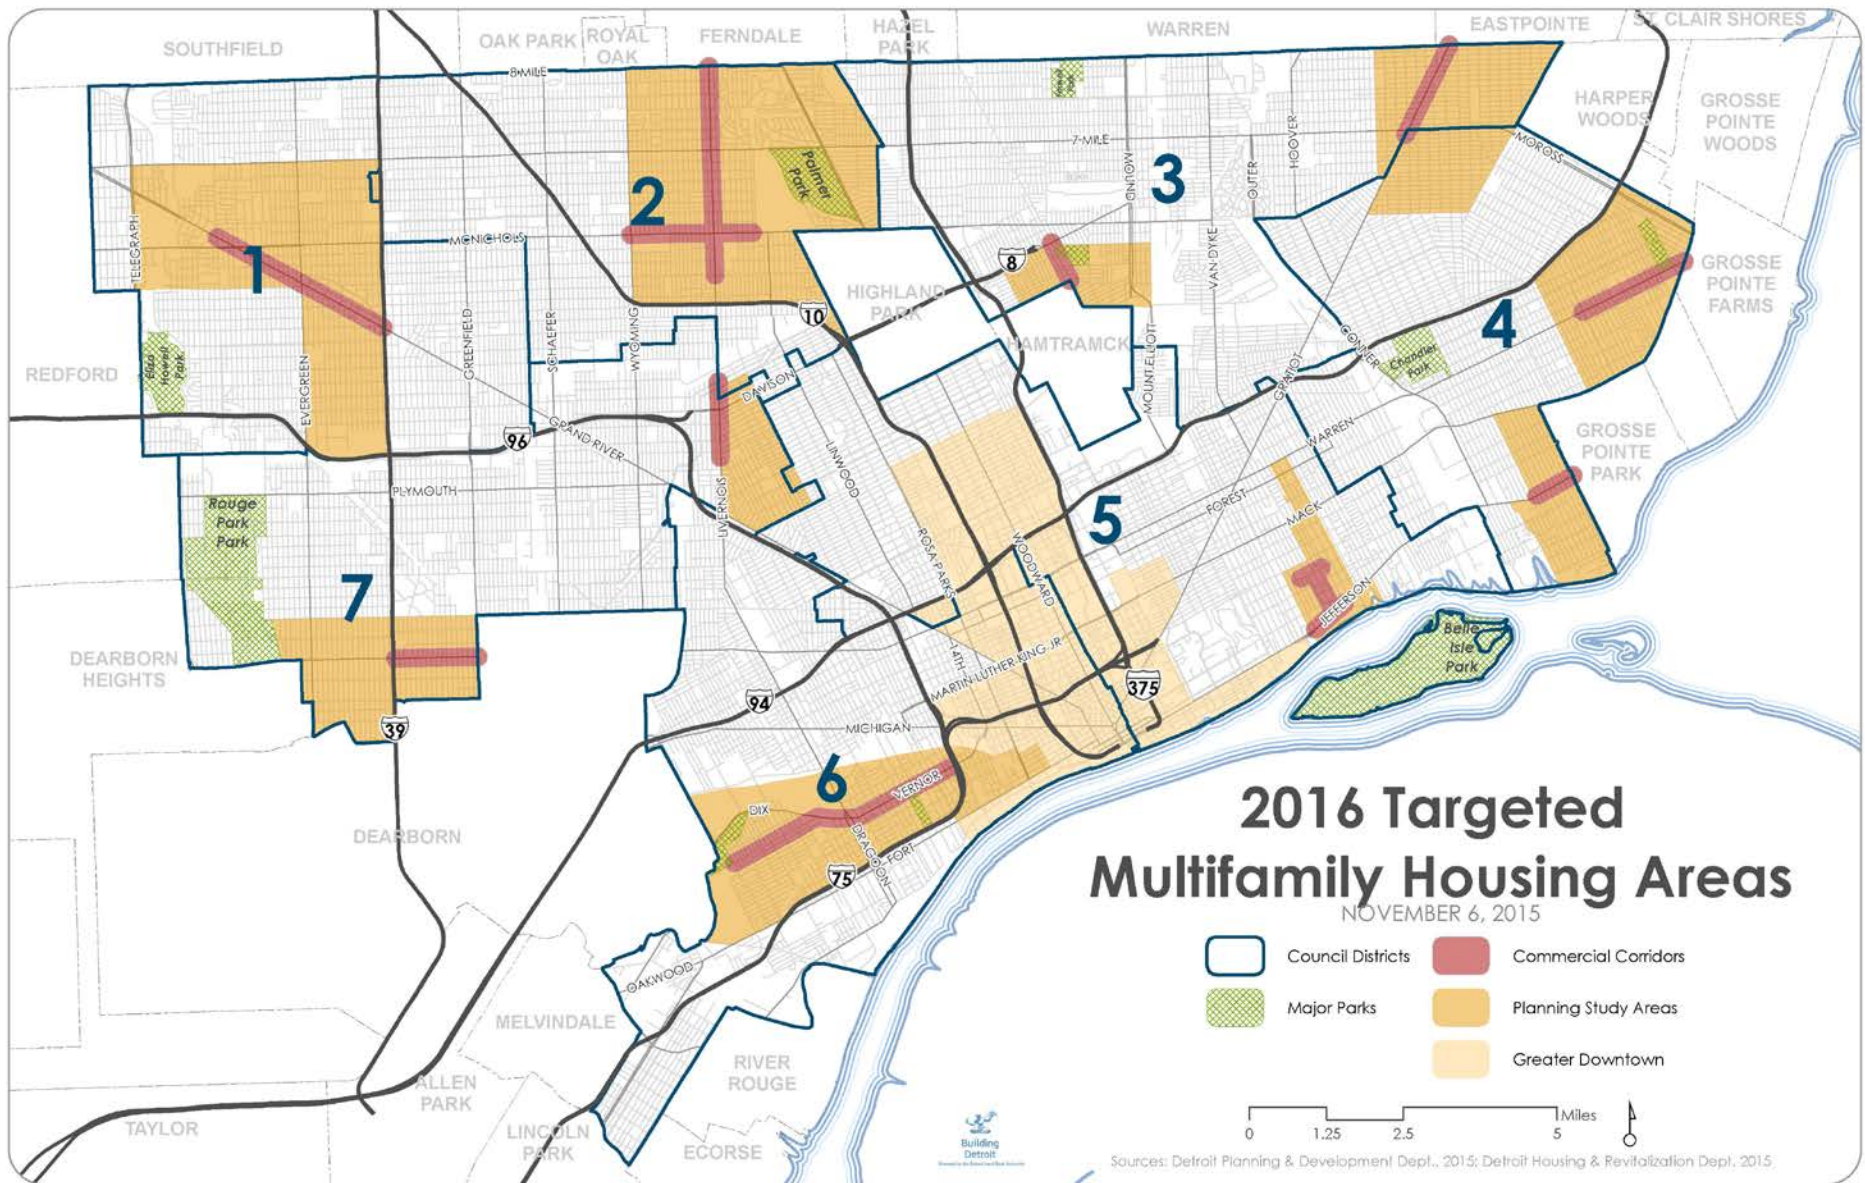 SOUTHFIELD
OAK PARK
ROYAL
OAK
FERNDALE
HAZEL
PARK
WARREN
EASTPOINTE
ST. CLAIR SHORES
8 MILE
HARPER
WOODS
GROSSE
POINTE
WOODS
7-MILE
MOUND
OUTER
HOOVER
MOROSS
Palmer
Park
2
3
TELEGRAPH
1
MCNICHOLS
VAN-DYKE
8
GROSSE
POINTE
FARMS
HIGHLAND
PARK
10
HAMTRAMCK
4
GREENFIELD
SCHAEFER
WYOMING
MOUNT-ELLIOTT
CONNER
Chandler
Park
REDFORD
Eliza
Howell
Park
EVERGREEN
DAVISON
GRATIOT
96
GRAND-RIVER
WARREN
GROSSE
POINTE
PARK
LINWOOD
PLYMOUTH
LIVERNOIS
5
FOREST
MACK
Rouge
Park
Park
ROSA-PARKS
WOODWARD
7
JEFFERSON
Belle
Isle
Park
DEARBORN
HEIGHTS
14TH
MARTIN-LUTHER-KING-JR
375
94
39
MICHIGAN
6
VERNOR
DIX
DRAGOON
FORT
75
DEARBORN
OAKWOOD
MELVINDALE
RIVER
ROUGE
ALLEN
PARK
TAYLOR
LINCOLN
PARK
ECORSE
2016 Targeted
Multifamily Housing Areas
NOVEMBER 6, 2015
Council Districts
Commercial Corridors
Major Parks
Planning Study Areas
Greater Downtown
Miles
0 1.25 2.5 5
Building
Detroit
Sources: Detroit Planning & Development Dept., 2015; Detroit Housing & Revitalization Dept. 2015